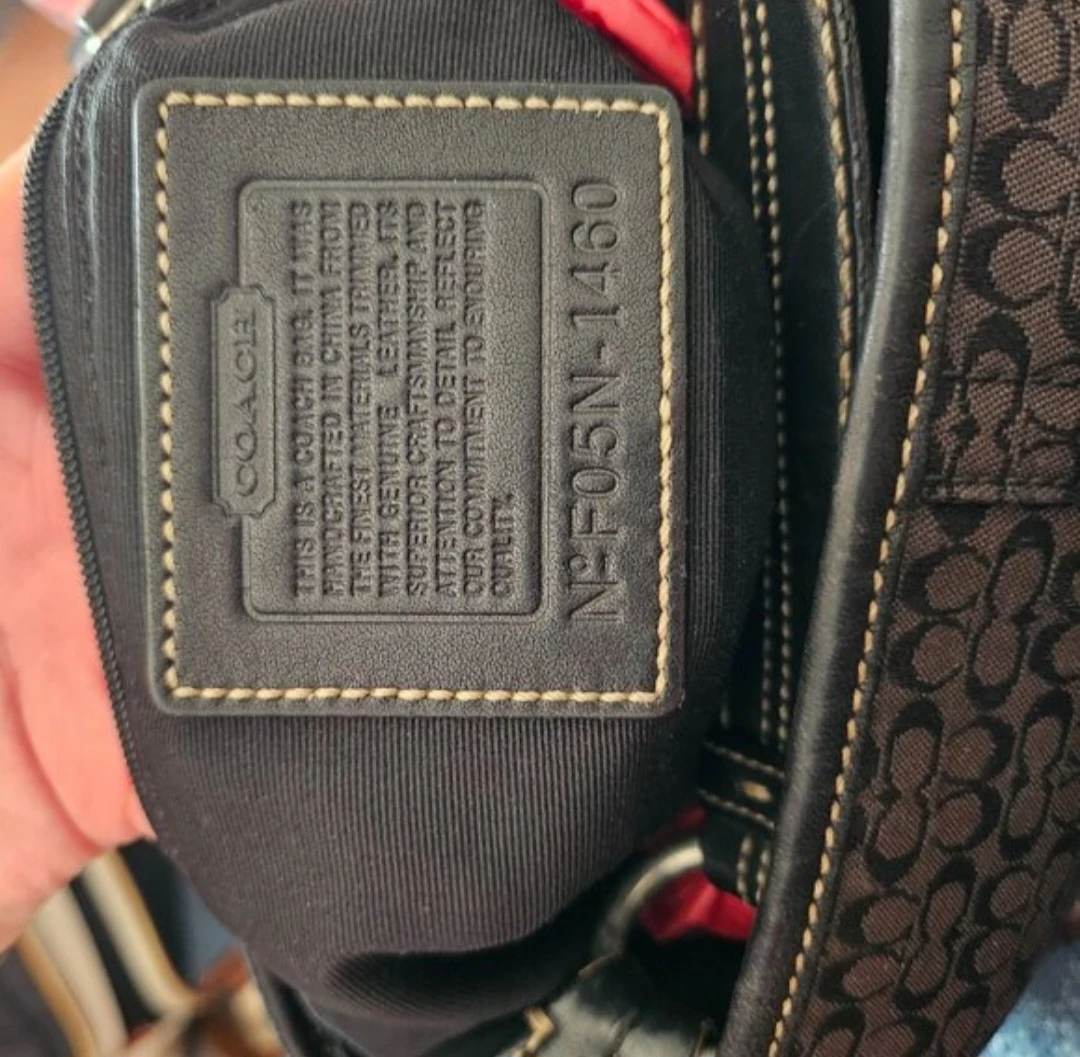 COACH
THIS IS A COACH BAG. IT WAS
HANDCRAFTED IN CHINA FROM
THE FINEST MATERIALS TRIMMED
WITH GENUINE LEATHER. ITS
SUPERIOR CRAFTSMANSHIP AND
ATTENTION TO DETAIL REFLECT
OUR COMMITMENT TO ENDURING
QUALITY.
Nº F05N-1460